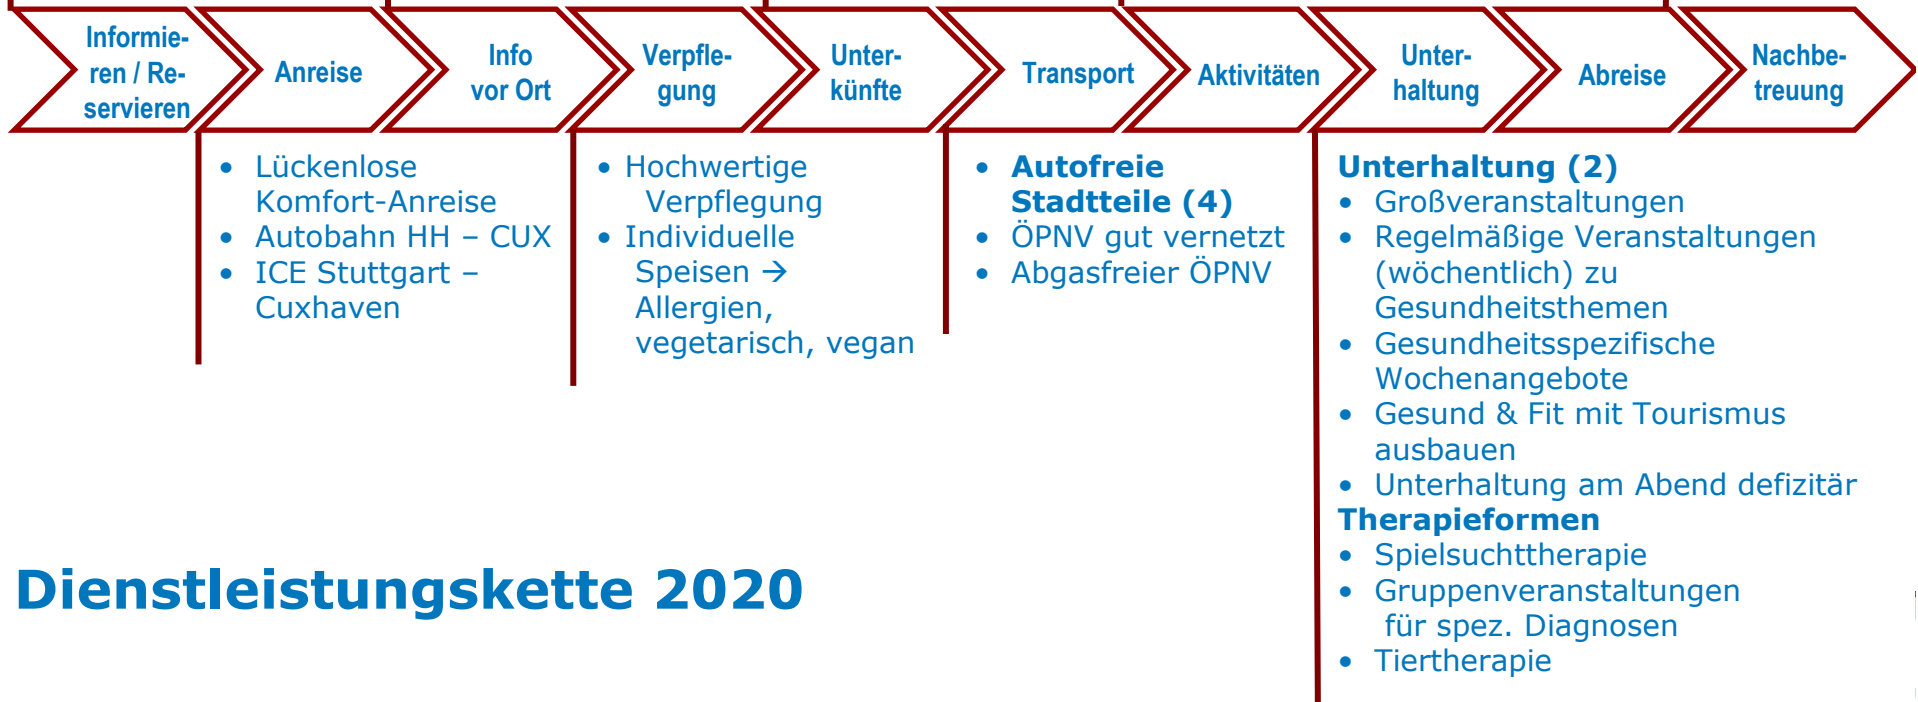 Informie-
ren / Re-
servieren
Anreise
Info
vor Ort
Verpfle-
gung
Unter-
künfte
Transport
Aktivitäten
Unter-
haltung
Abreise
Nachbe-
treuung
• Lückenlose
Komfort-Anreise
• Autobahn HH – CUX
• ICE Stuttgart –
Cuxhaven
• Hochwertige
Verpflegung
• Individuelle
Speisen →
Allergien,
vegetarisch, vegan
• Autofreie
Stadtteile (4)
• ÖPNV gut vernetzt
• Abgasfreier ÖPNV
Unterhaltung (2)
• Großveranstaltungen
• Regelmäßige Veranstaltungen
(wöchentlich) zu
Gesundheitsthemen
• Gesundheitsspezifische
Wochenangebote
• Gesund & Fit mit Tourismus
ausbauen
• Unterhaltung am Abend defizitär
Therapieformen
• Spielsuchttherapie
• Gruppenveranstaltungen
für spez. Diagnosen
• Tiertherapie
Dienstleistungskette 2020